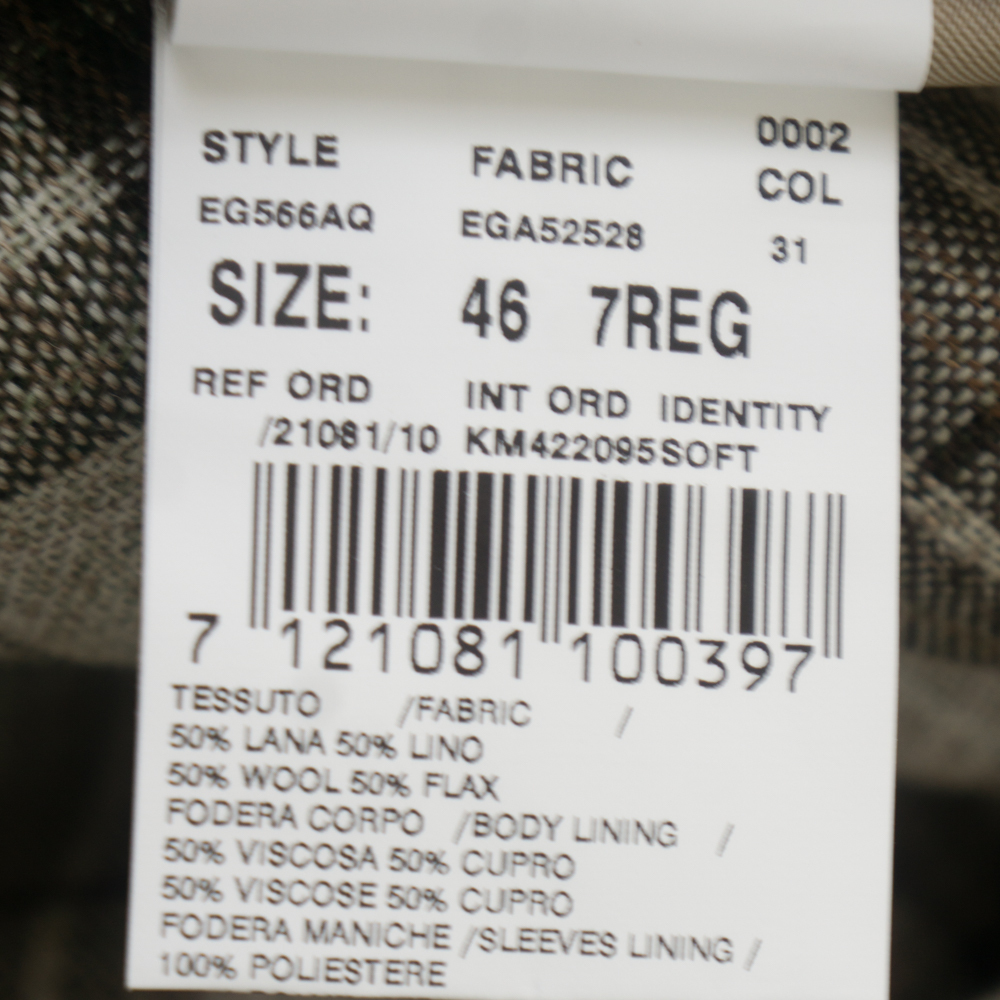 0002
STYLE FABRIC COL
EG566AQ EGA52528 31
SIZE: 46 7REG
REF ORD INT ORD IDENTITY
/21081/10 KM422095SOFT
7 121081 100397
TESSUTO /FABRIC /
50% LANA 50% LINO
50% WOOL 50% FLAX
FODERA CORPO /BODY LINING /
50% VISCOSA 50% CUPRO
50% VISCOSE 50% CUPRO
FODERA MANICHE /SLEEVES LINING /
100% POLIESTERE